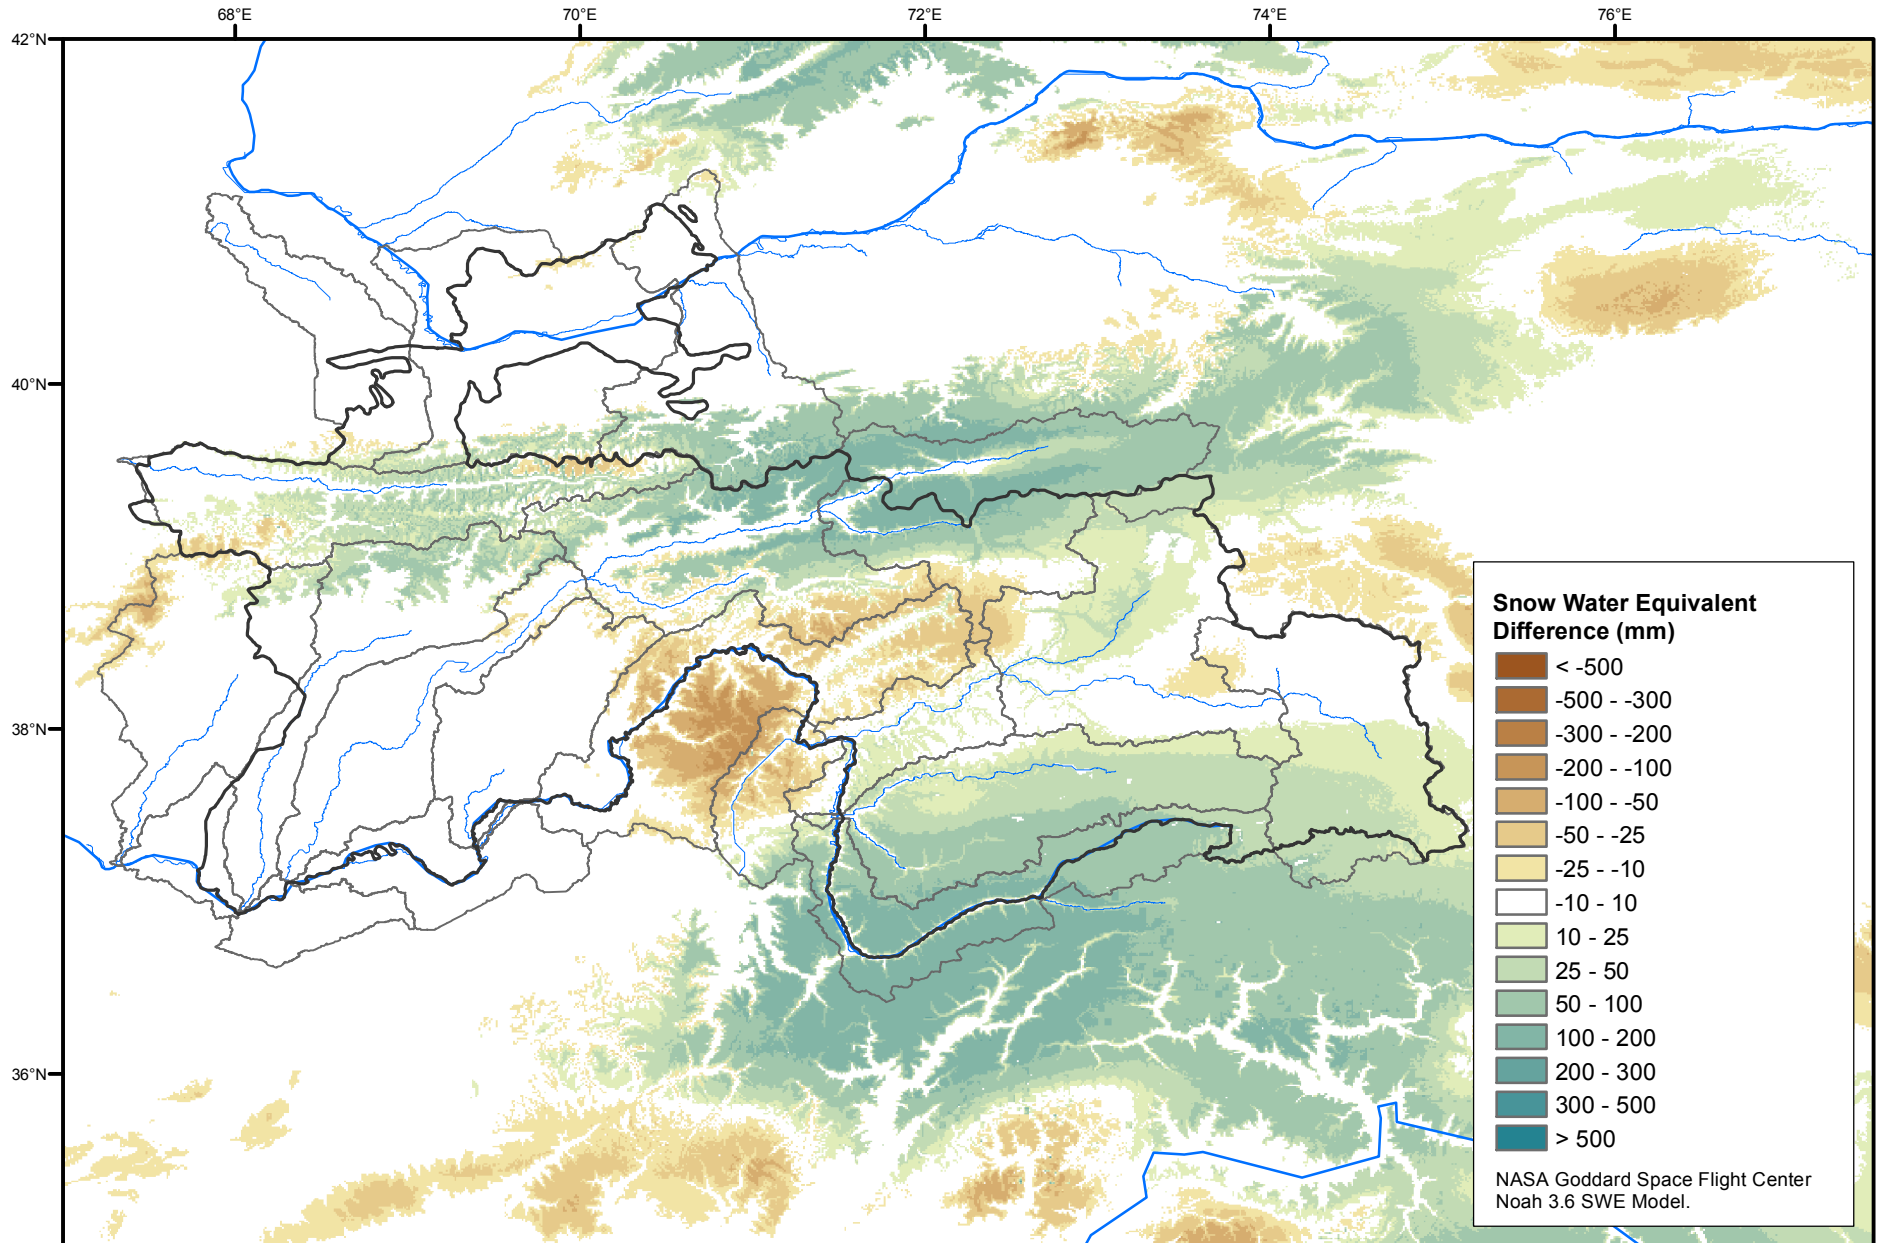 68°E
70°E
72°E
74°E
76°E
42°N
40°N
38°N
36°N
Snow Water Equivalent
Difference (mm)
< -500
-500 - -300
-300 - -200
-200 - -100
-100 - -50
-50 - -25
-25 - -10
-10 - 10
10 - 25
25 - 50
50 - 100
100 - 200
200 - 300
300 - 500
> 500
NASA Goddard Space Flight Center
Noah 3.6 SWE Model.